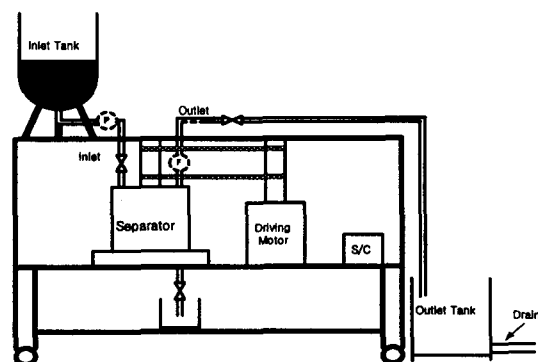 Inlet Tank
P
Outlet
Inlet
F
Separator
Driving
Motor
S/C
Outlet Tank
Drain